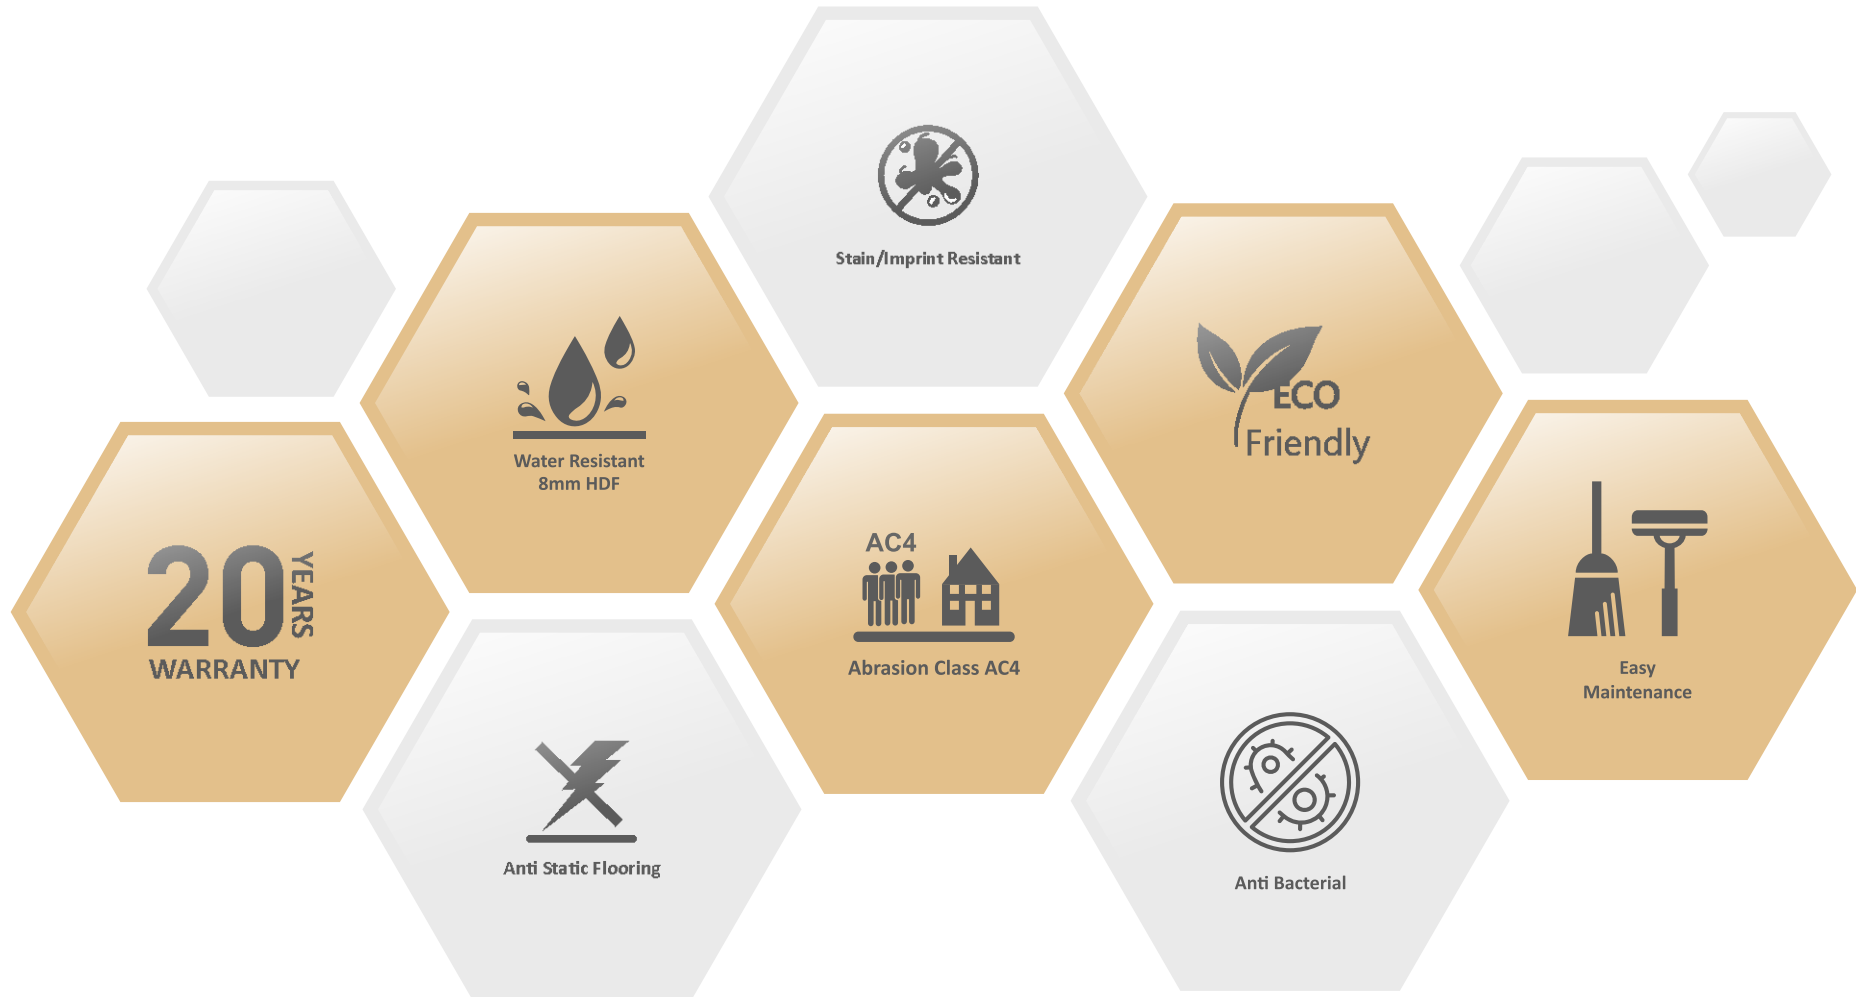 Stain/Imprint Resistant
Water Resistant
8mm HDF
ECO
Friendly
20
YEARS
WARRANTY
AC4
Abrasion Class AC4
Easy
Maintenance
Anti Static Flooring
Anti Bacterial